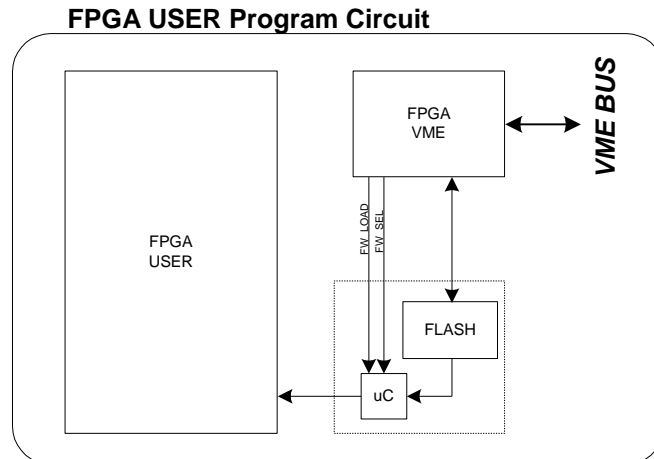 FPGA USER Program Circuit
FPGA
VME
VME BUS
FPGA
USER
FW_LOAD
FW_SEL
FLASH
uC